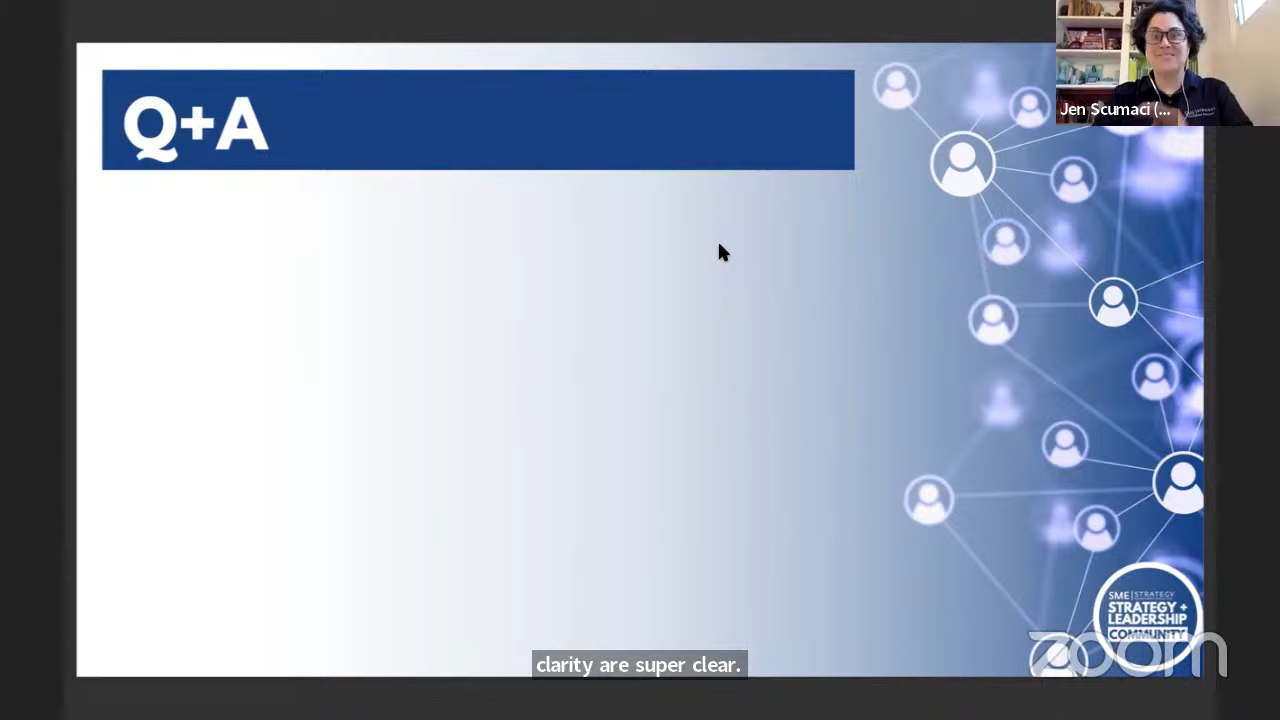 Q+A
Jen Scumaci (...
SME | STRATEGY
STRATEGY +
LEADERSHIP
COMMUNITY
zoom
clarity are super clear.